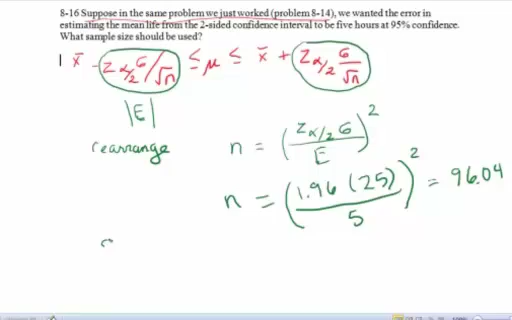 8-16 Suppose in the same problem we just worked (problem 8-14), we wanted the error in
estimating the mean life from the 2-sided confidence interval to be five hours at 95% confidence.
What sample size should be used?
x̄ - Zα/2 σ/√n ≤ μ ≤ x̄ + Zα/2 σ/√n
|E|
rearrange n = (Zα/2 σ / E)²
n = (1.96 (25) / 5)² = 96.04